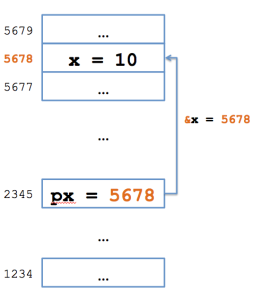 5679 …
5678 x = 10
5677 …
…
&x = 5678
2345 px = 5678
…
1234 …